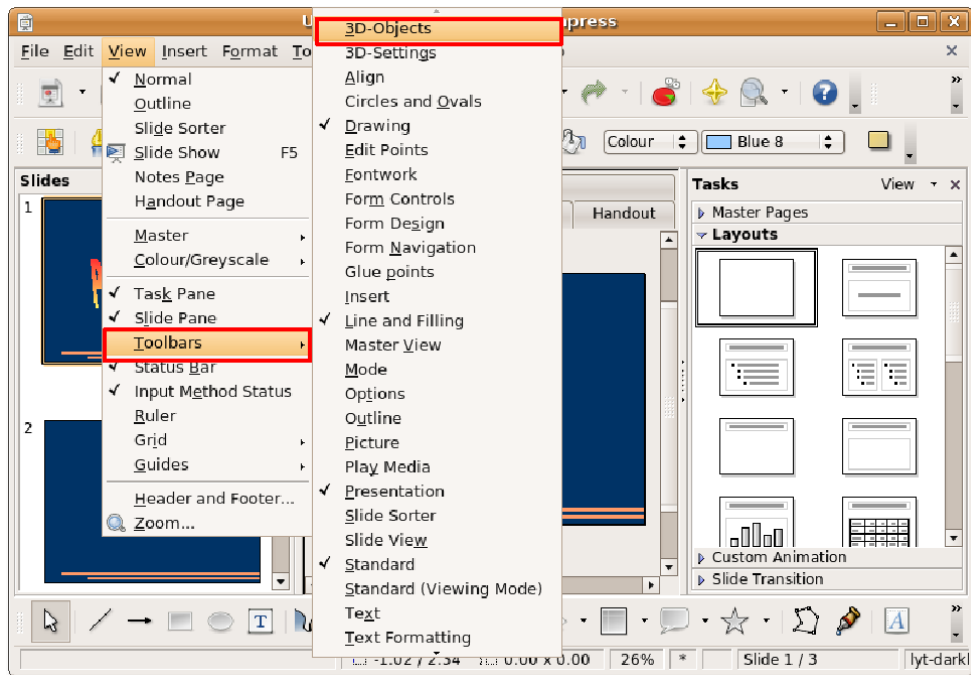 U
press
File Edit View Insert Format To
Normal
Outline
Slide Sorter
Slide Show F5
Notes Page
Handout Page
Master
Colour/Greyscale
Task Pane
Slide Pane
Toolbars
Status Bar
Input Method Status
Ruler
Grid
Guides
Header and Footer...
Zoom...
3D-Objects
3D-Settings
Align
Circles and Ovals
Drawing
Edit Points
Fontwork
Form Controls
Form Design
Form Navigation
Glue points
Insert
Line and Filling
Master View
Mode
Options
Outline
Picture
Play Media
Presentation
Slide Sorter
Slide View
Standard
Standard (Viewing Mode)
Text
Text Formatting
Colour
Blue 8
Slides
1
2
Handout
Tasks View
Master Pages
Layouts
Custom Animation
Slide Transition
T
A
-1.02 / 2.54 0.00 x 0.00 26% * Slide 1 / 3 lyt-darkl